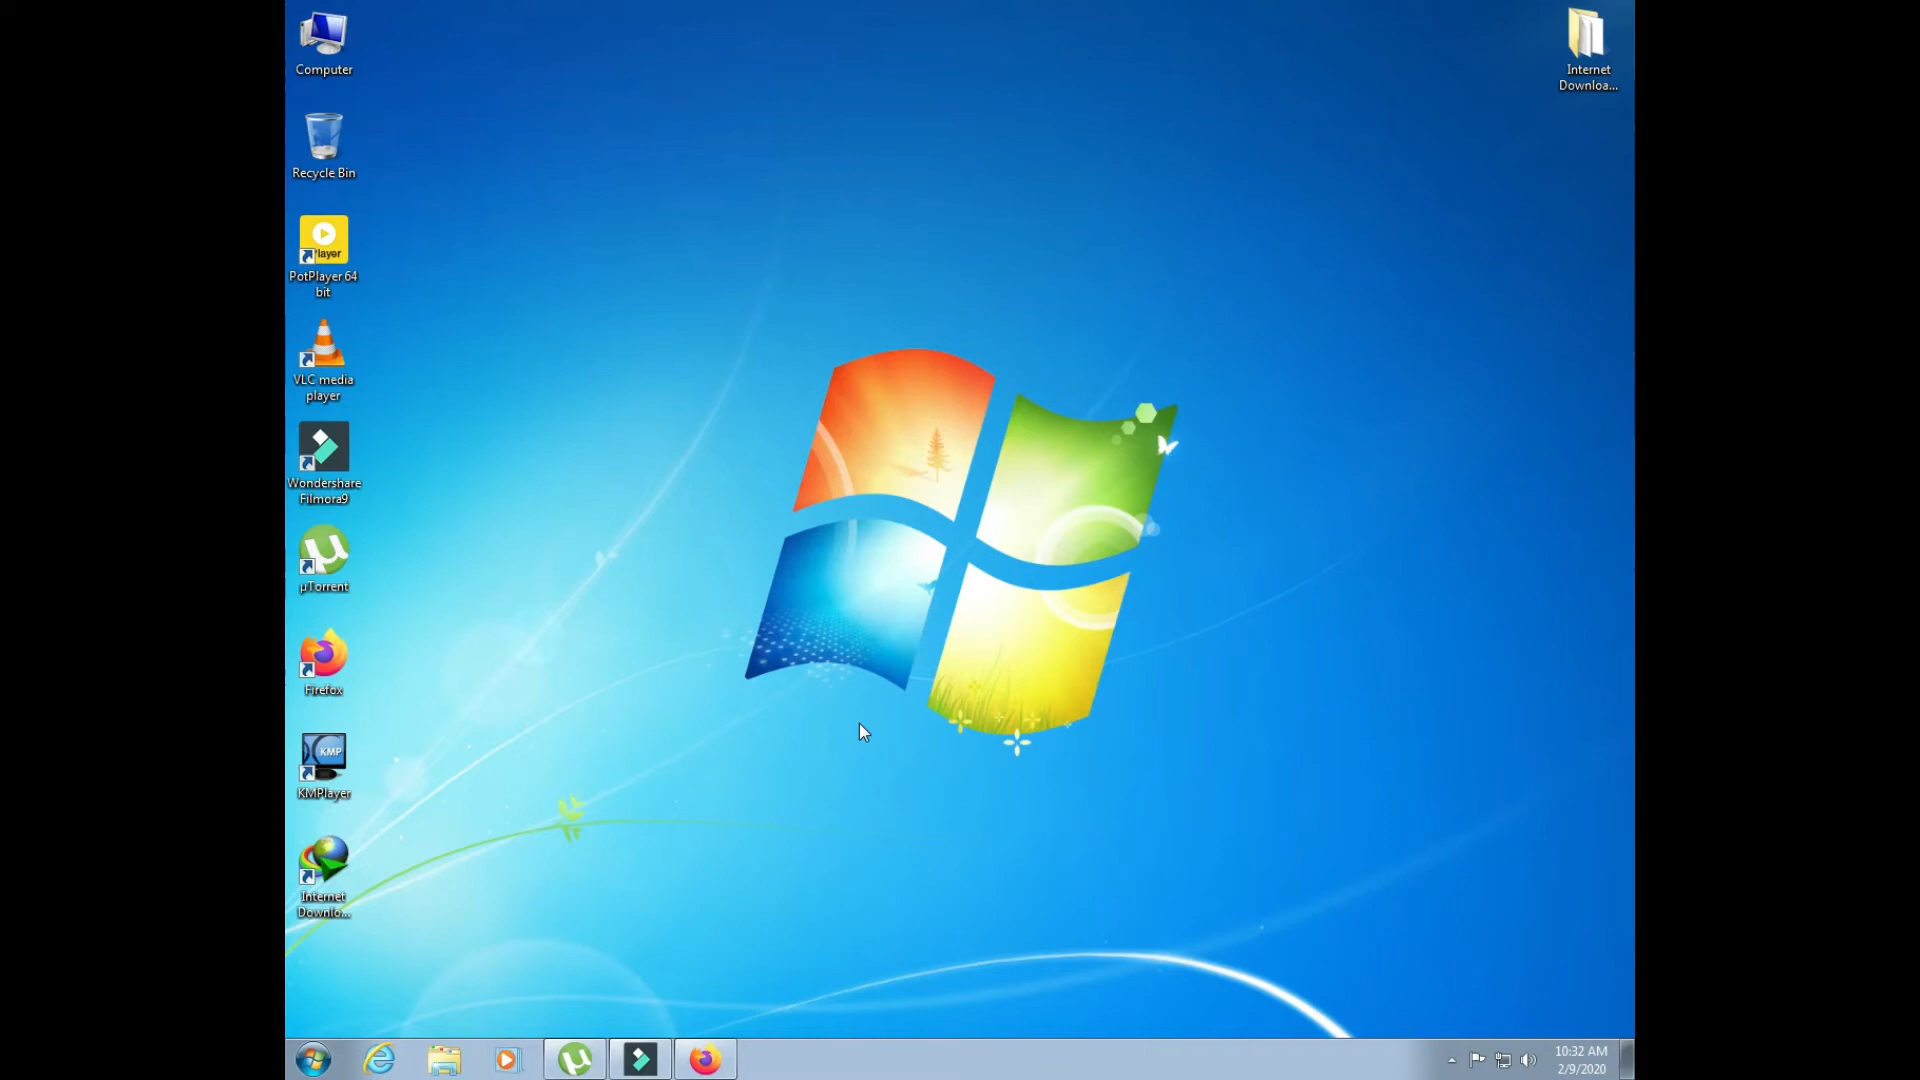 Computer
Recycle Bin
Player
PotPlayer 64
bit
VLC media
player
Wondershare
Filmora9
µTorrent
Firefox
KMP
KMPlayer
Internet
Downlo...
Internet
Downloa...
10:32 AM
2/9/2020